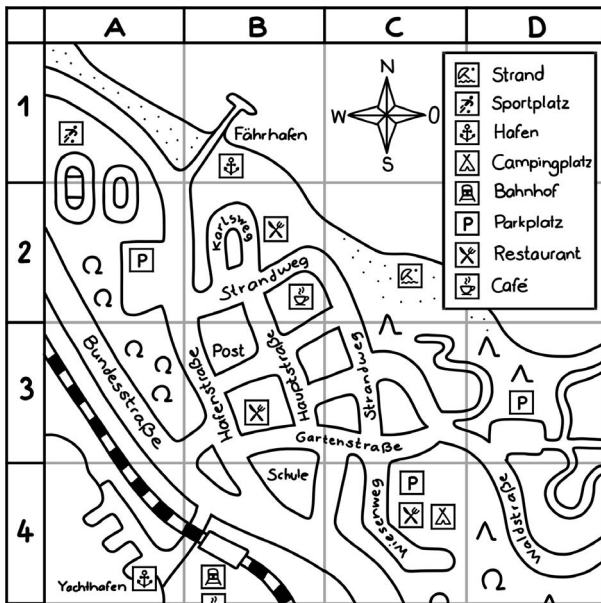 A B C D
1
2
3
4
N
W O
S
Strand
Sportplatz
Hafen
Campingplatz
Bahnhof
P Parkplatz
Restaurant
Café
Fährhafen
Karlsweg
P
Strandweg
Bundesstraße
Hafenstraße
Post
Hauptstraße
Strandweg
P
Gartenstraße
Schule
Wiesenweg
P
Waldstraße
Yachthafen